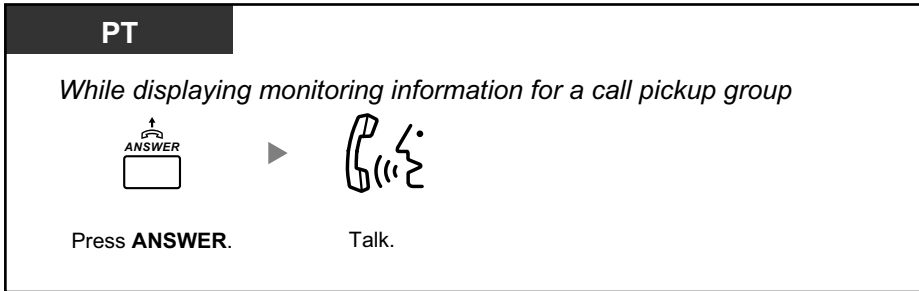 PT
While displaying monitoring information for a call pickup group
ANSWER
Press ANSWER.
Talk.